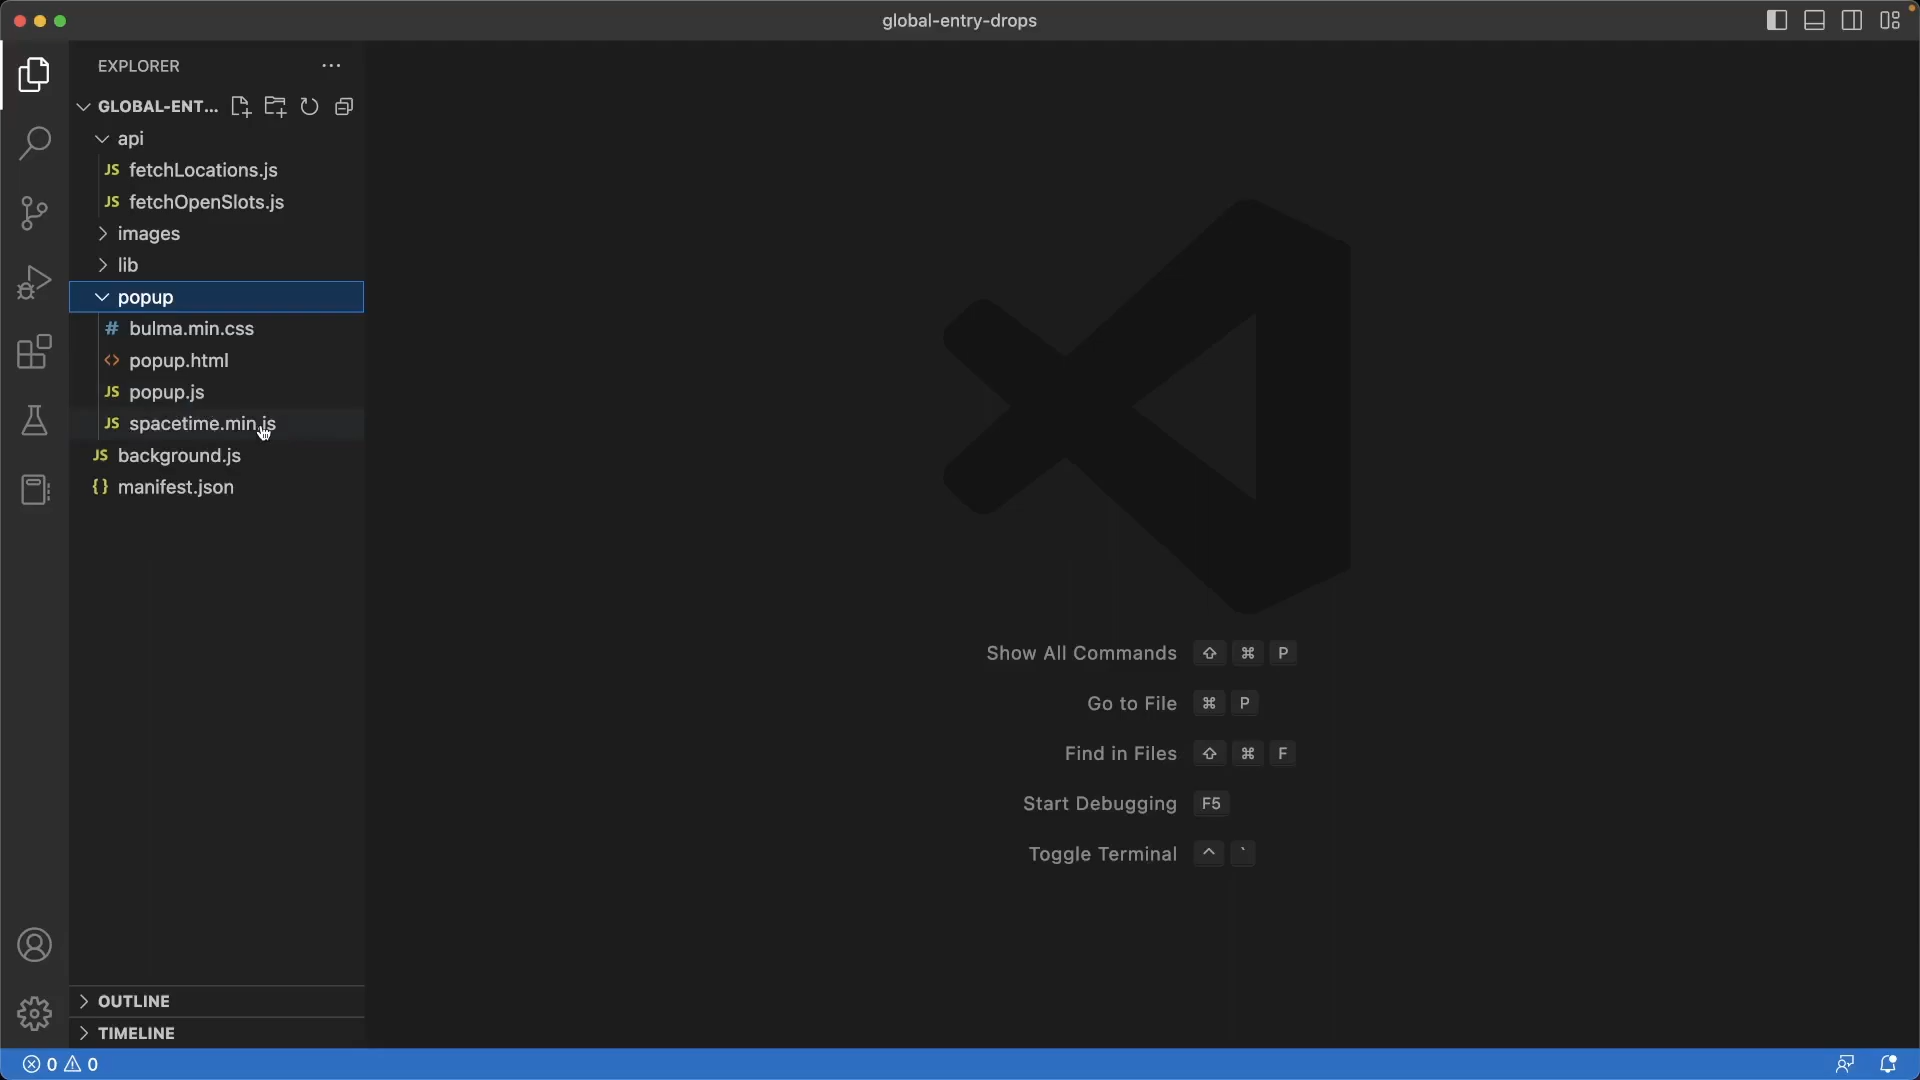 global-entry-drops
EXPLORER
GLOBAL-ENT...
api
JS fetchLocations.js
JS fetchOpenSlots.js
images
lib
popup
# bulma.min.css
<> popup.html
JS popup.js
JS spacetime.min.js
JS background.js
{} manifest.json
Show All Commands ⇧ ⌘ P
Go to File ⌘ P
Find in Files ⇧ ⌘ F
Start Debugging F5
Toggle Terminal ^ `
OUTLINE
TIMELINE
0 0